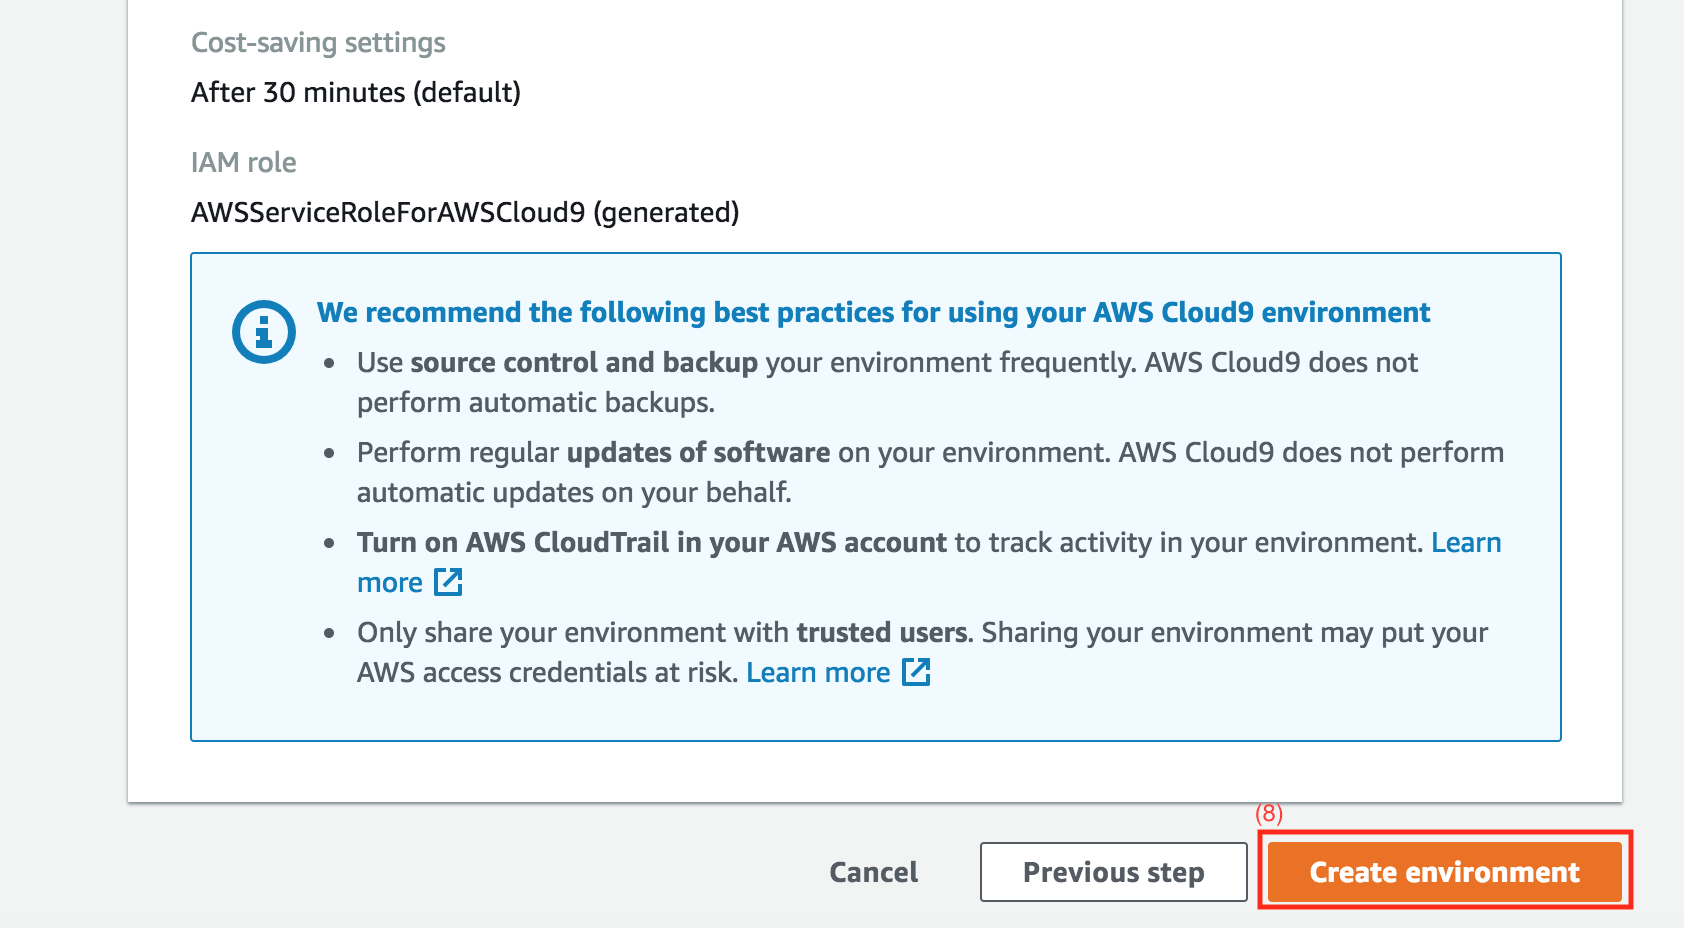 Cost-saving settings
After 30 minutes (default)
IAM role
AWSServiceRoleForAWSCloud9 (generated)
We recommend the following best practices for using your AWS Cloud9 environment
• Use source control and backup your environment frequently. AWS Cloud9 does not
perform automatic backups.
• Perform regular updates of software on your environment. AWS Cloud9 does not perform
automatic updates on your behalf.
• Turn on AWS CloudTrail in your AWS account to track activity in your environment. Learn
more
• Only share your environment with trusted users. Sharing your environment may put your
AWS access credentials at risk. Learn more
(8)
Cancel
Previous step
Create environment